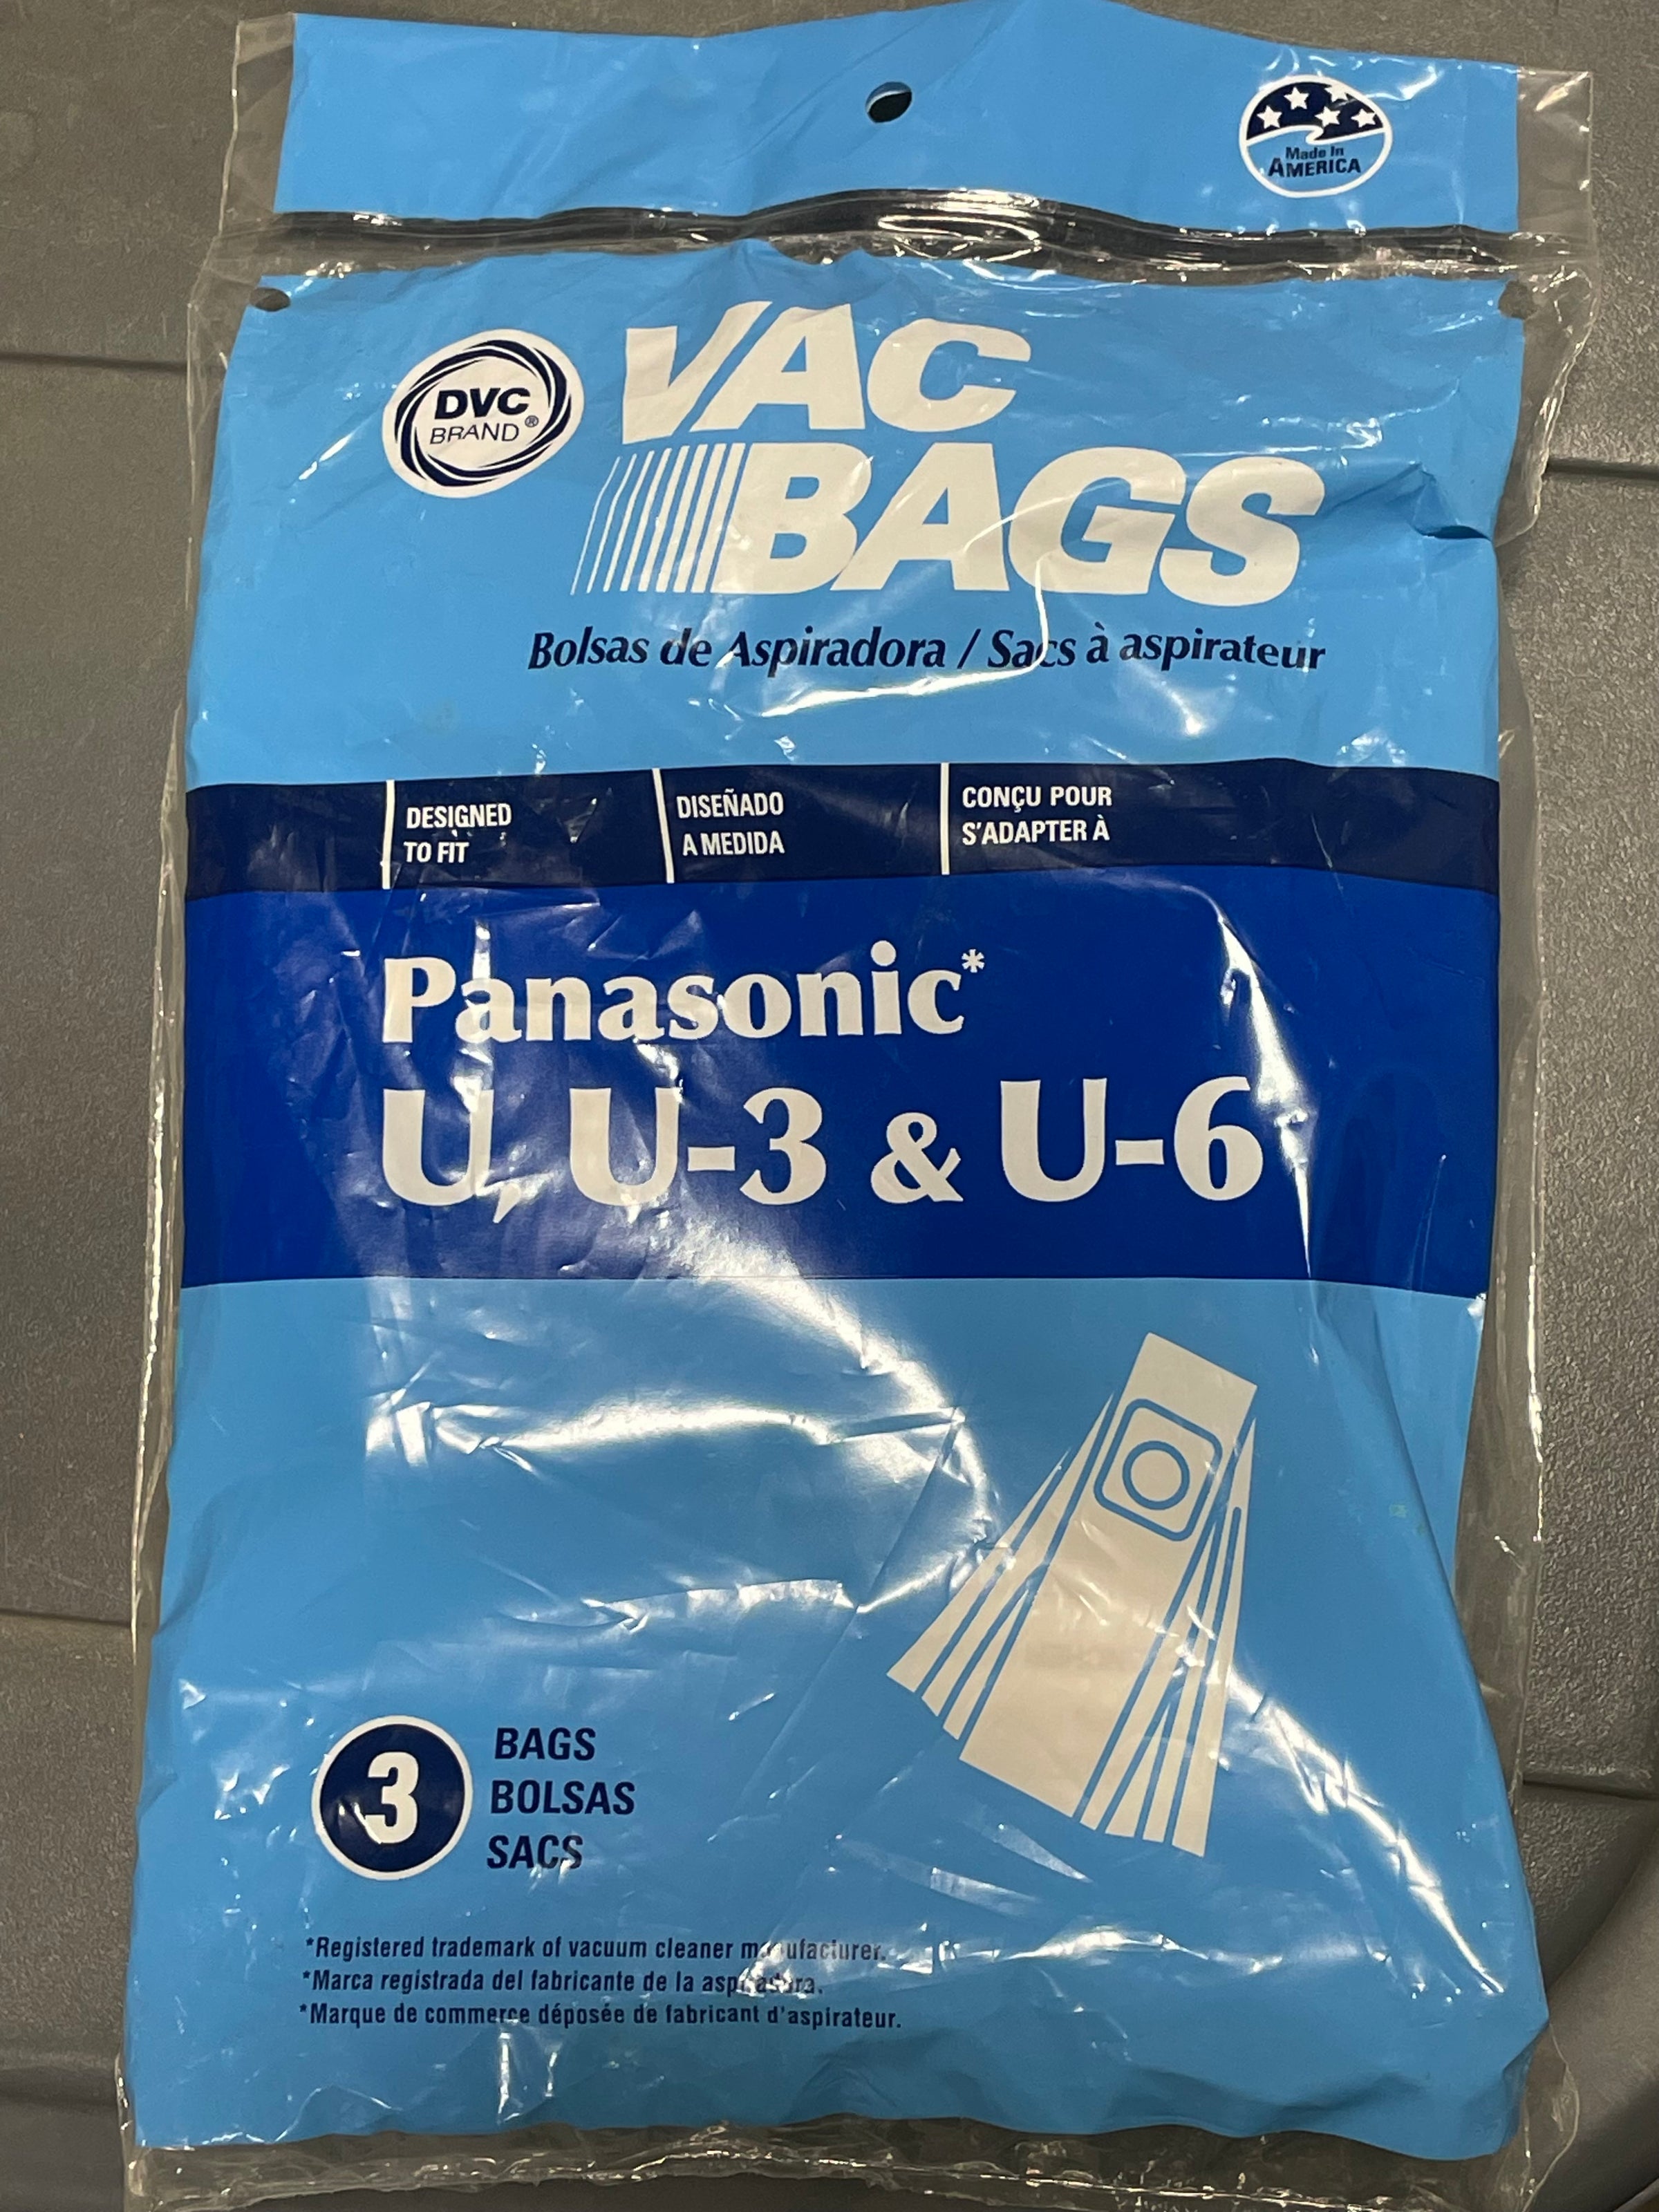 Made In
AMERICA
DVC
BRAND®
VAC
BAGS
Bolsas de Aspiradora / Sacs à aspirateur
DESIGNED
TO FIT
DISEÑADO
A MEDIDA
CONÇU POUR
S'ADAPTER À
Panasonic*
U, U-3 & U-6
3
BAGS
BOLSAS
SACS
*Registered trademark of vacuum cleaner manufacturer.
*Marca registrada del fabricante de la aspiradora.
*Marque de commerce déposée de fabricant d'aspirateur.